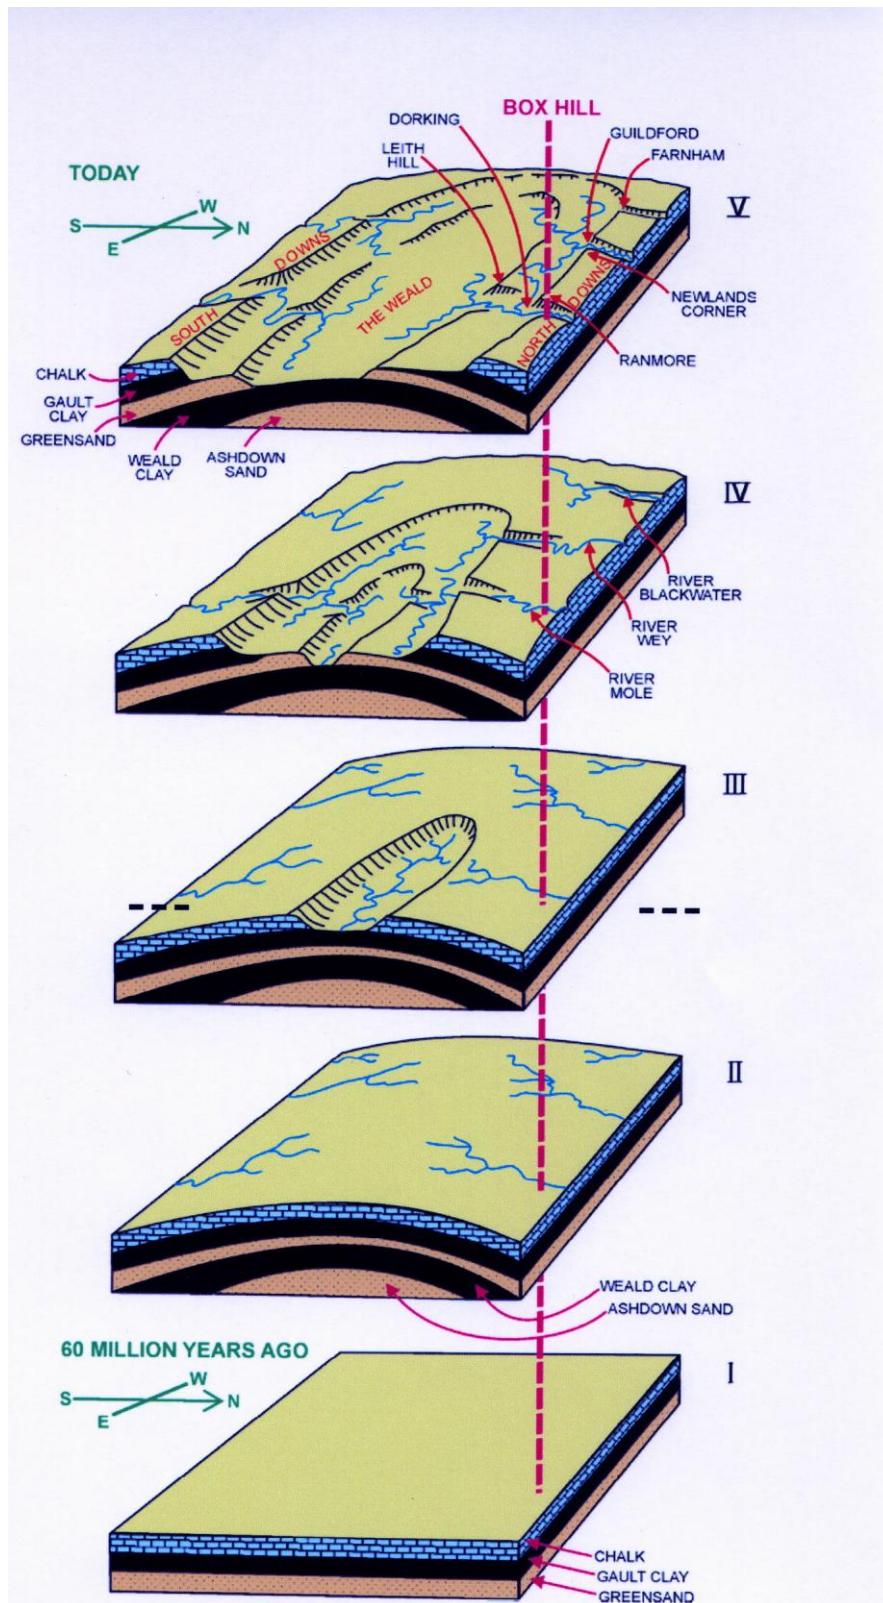 BOX HILL
DORKING
GUILDFORD
LEITH
HILL
FARNHAM
TODAY
V
W
S
N
E
DOWNS
SOUTH
THE WEALD
NORTH
DOWNS
NEWLANDS
CORNER
RANMORE
CHALK
GAULT
CLAY
GREENSAND
WEALD
CLAY
ASHDOWN
SAND
IV
RIVER
BLACKWATER
RIVER
WEY
RIVER
MOLE
III
II
WEALD CLAY
ASHDOWN SAND
60 MILLION YEARS AGO
I
W
S
N
E
CHALK
GAULT CLAY
GREENSAND